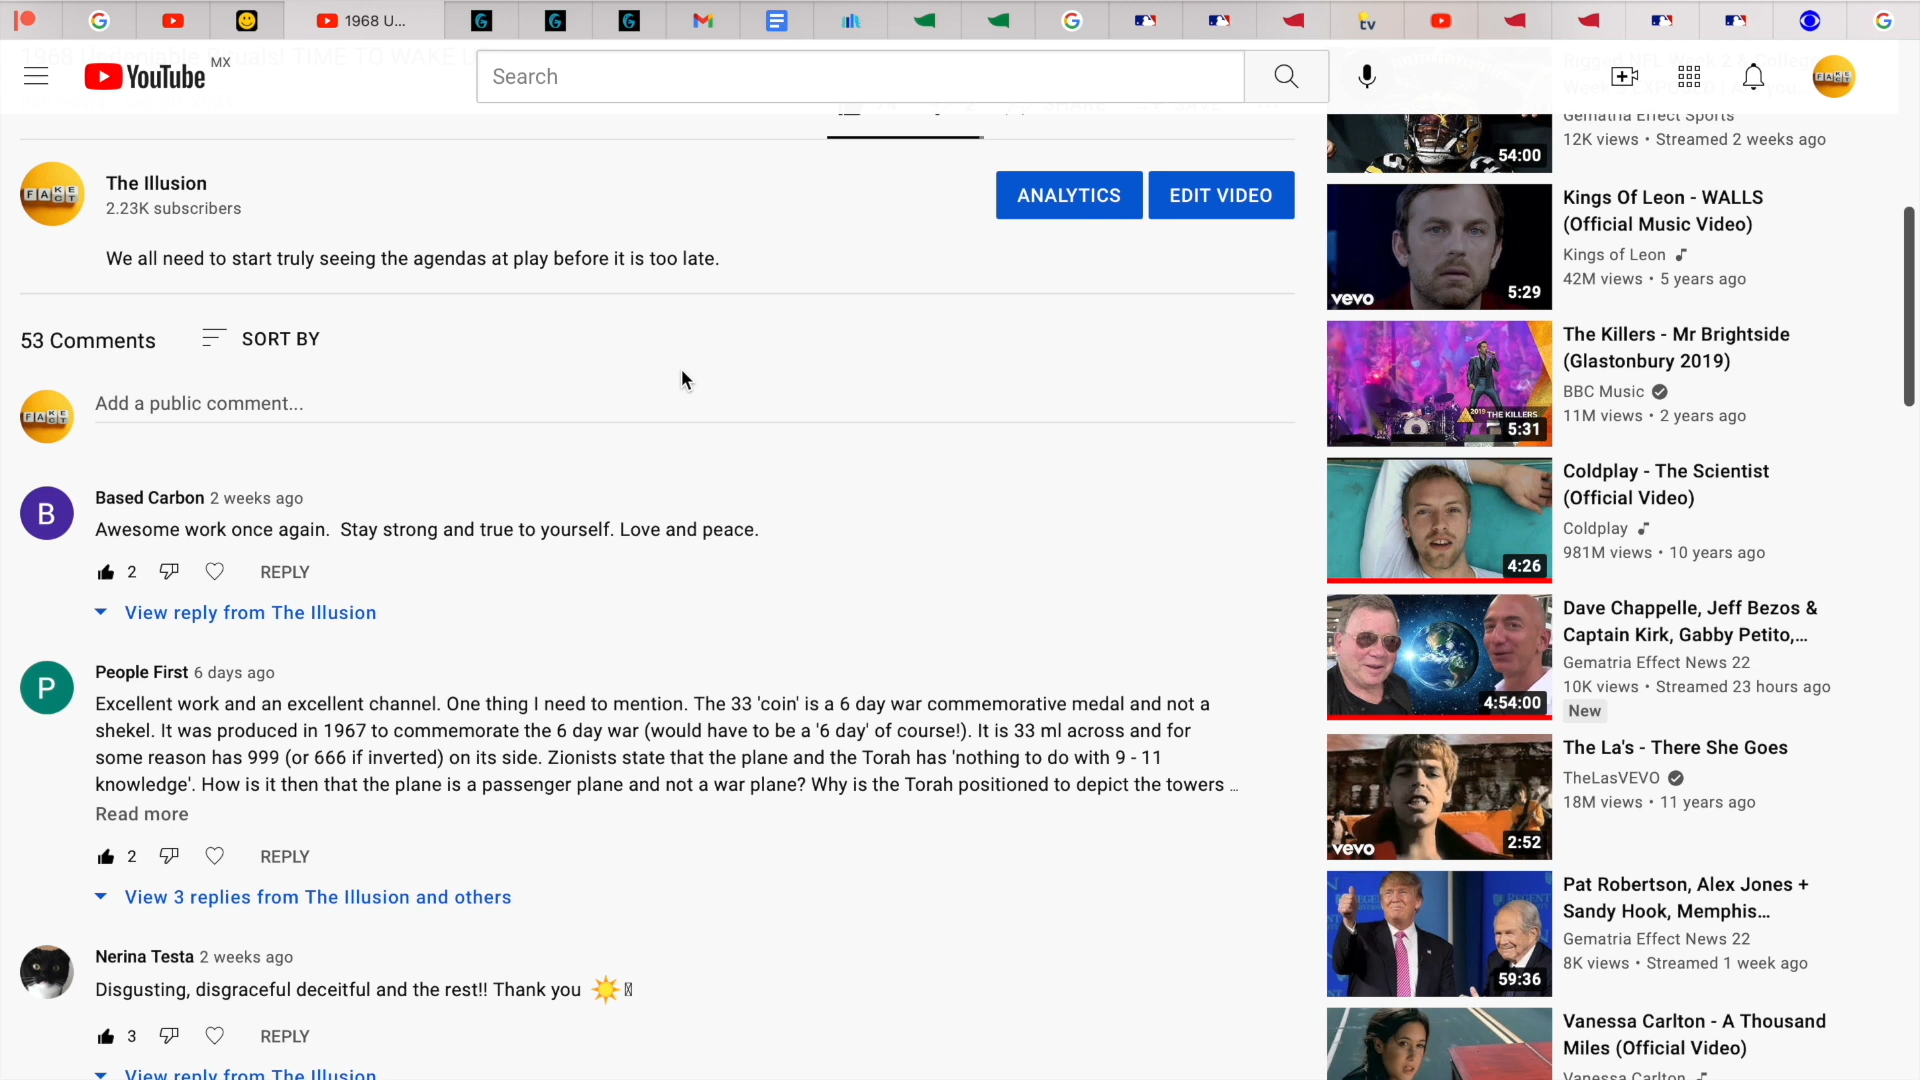 1968 U...
1968 Undeniable Rituals! TIME TO WAKE U
YouTube MX
Search
FAKE
FACT
The Illusion
2.23K subscribers
ANALYTICS
EDIT VIDEO
We all need to start truly seeing the agendas at play before it is too late.
53 Comments
SORT BY
Add a public comment...
B
Based Carbon 2 weeks ago
Awesome work once again. Stay strong and true to yourself. Love and peace.
2
REPLY
View reply from The Illusion
P
People First 6 days ago
Excellent work and an excellent channel. One thing I need to mention. The 33 'coin' is a 6 day war commemorative medal and not a
shekel. It was produced in 1967 to commemorate the 6 day war (would have to be a '6 day' of course!). It is 33 ml across and for
some reason has 999 (or 666 if inverted) on its side. Zionists state that the plane and the Torah has 'nothing to do with 9 - 11
knowledge'. How is it then that the plane is a passenger plane and not a war plane? Why is the Torah positioned to depict the towers ...
Read more
2
REPLY
View 3 replies from The Illusion and others
Nerina Testa 2 weeks ago
Disgusting, disgraceful deceitful and the rest!! Thank you ☀️
3
REPLY
View reply from The Illusion
Gematria Effect Sports
12K views • Streamed 2 weeks ago
54:00
Kings Of Leon - WALLS
(Official Music Video)
Kings of Leon
42M views • 5 years ago
vevo
5:29
The Killers - Mr Brightside
(Glastonbury 2019)
BBC Music
11M views • 2 years ago
2019 THE KILLERS
5:31
Coldplay - The Scientist
(Official Video)
Coldplay
981M views • 10 years ago
4:26
Dave Chappelle, Jeff Bezos &
Captain Kirk, Gabby Petito,...
Gematria Effect News 22
10K views • Streamed 23 hours ago
New
4:54:00
The La's - There She Goes
TheLasVEVO
18M views • 11 years ago
vevo
2:52
Pat Robertson, Alex Jones +
Sandy Hook, Memphis...
Gematria Effect News 22
8K views • Streamed 1 week ago
59:36
Vanessa Carlton - A Thousand
Miles (Official Video)
Vanessa Carlton